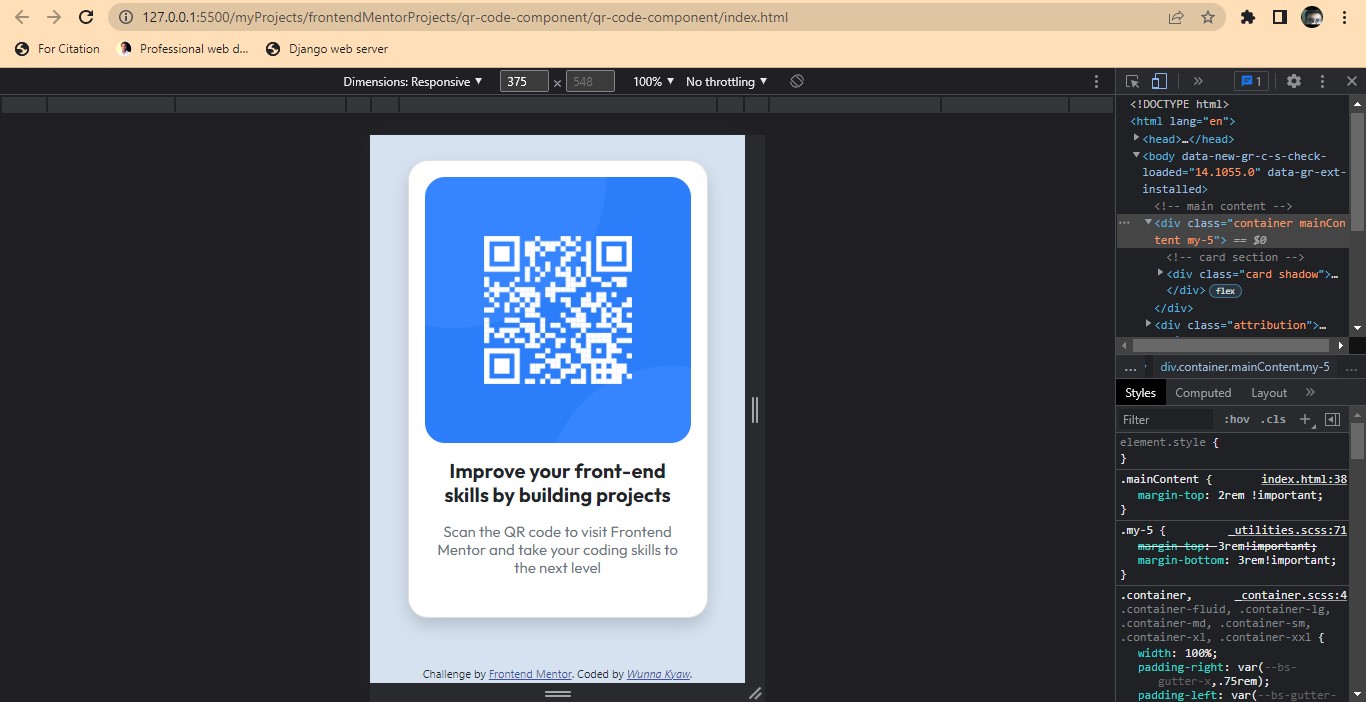 127.0.0.1:5500/myProjects/frontendMentorProjects/qr-code-component/qr-code-component/index.html
For Citation
Professional web d...
Django web server
Dimensions: Responsive ▼
375
×
548
100% ▼
No throttling ▼
» 
1
Improve your front-end
skills by building projects
Scan the QR code to visit Frontend
Mentor and take your coding skills to
the next level
Challenge by Frontend Mentor. Coded by Wunna Kyaw.
<!DOCTYPE html>
<html lang="en">
<head>…</head>
<body data-new-gr-c-s-check-
loaded="14.1055.0" data-gr-ext-
installed>
<!-- main content -->
<div class="container mainCon
tent my-5"> == $0
<!-- card section -->
<div class="card shadow">…
</div> flex
</div>
<div class="attribution">…
... div.container.mainContent.my-5 ...
Styles Computed Layout »
Filter :hov .cls +
element.style {
}
.mainContent { index.html:38
margin-top: 2rem !important;
}
.my-5 { _utilities.scss:71
margin-top: 3rem!important;
margin-bottom: 3rem!important;
}
.container, _container.scss:4
.container-fluid, .container-lg,
.container-md, .container-sm,
.container-xl, .container-xxl {
width: 100%;
padding-right: var(--bs-
gutter-x,.75rem);
padding-left: var(--bs-gutter-